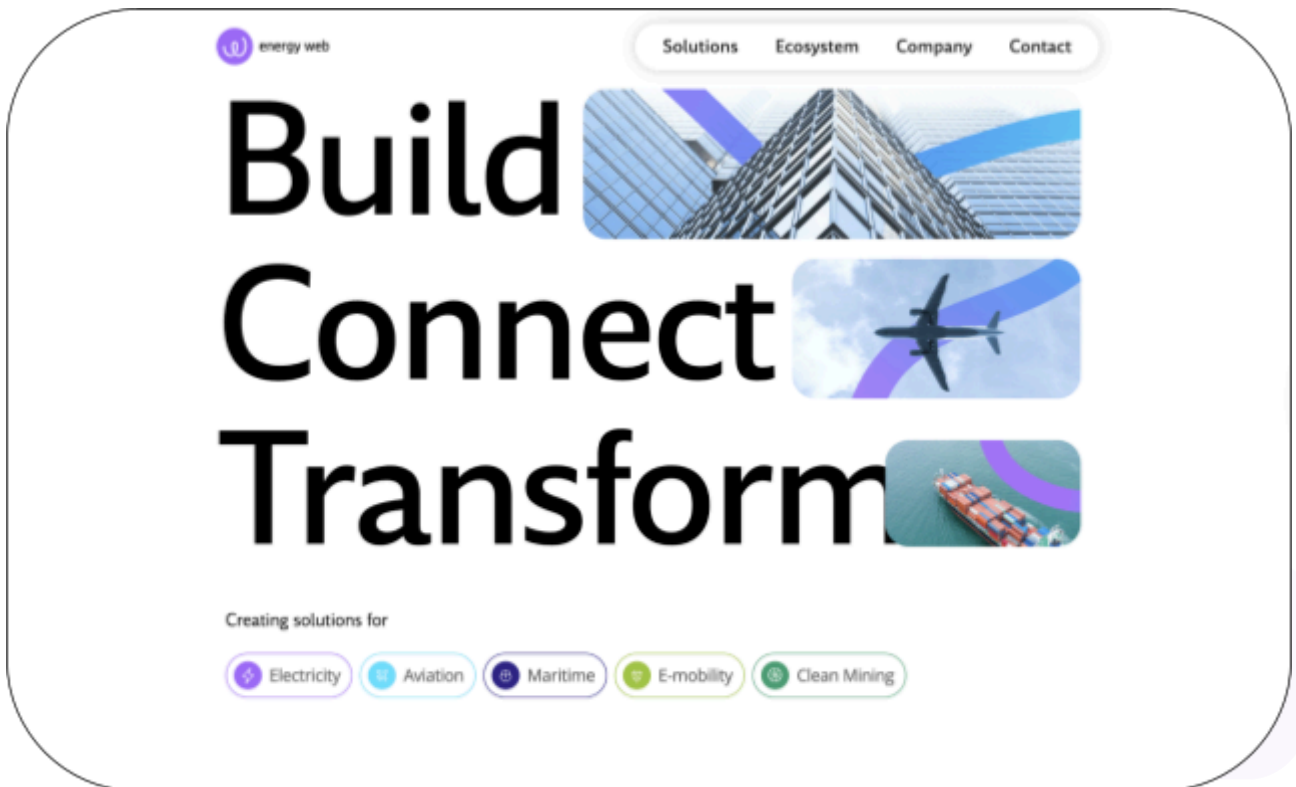 energy web
Solutions Ecosystem Company Contact
Build
Connect
Transform
Creating solutions for
Electricity Aviation Maritime E-mobility Clean Mining